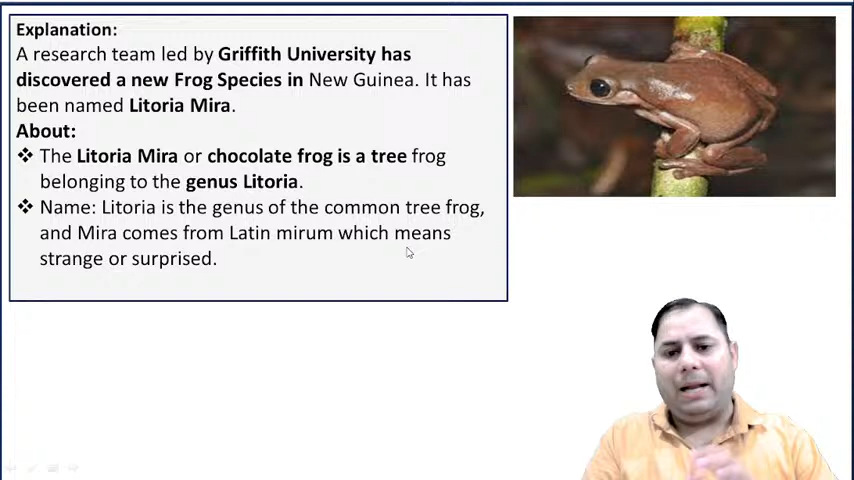 Explanation:
A research team led by Griffith University has
discovered a new Frog Species in New Guinea. It has
been named Litoria Mira.
About:
❖ The Litoria Mira or chocolate frog is a tree frog
belonging to the genus Litoria.
❖ Name: Litoria is the genus of the common tree frog,
and Mira comes from Latin mirum which means
strange or surprised.